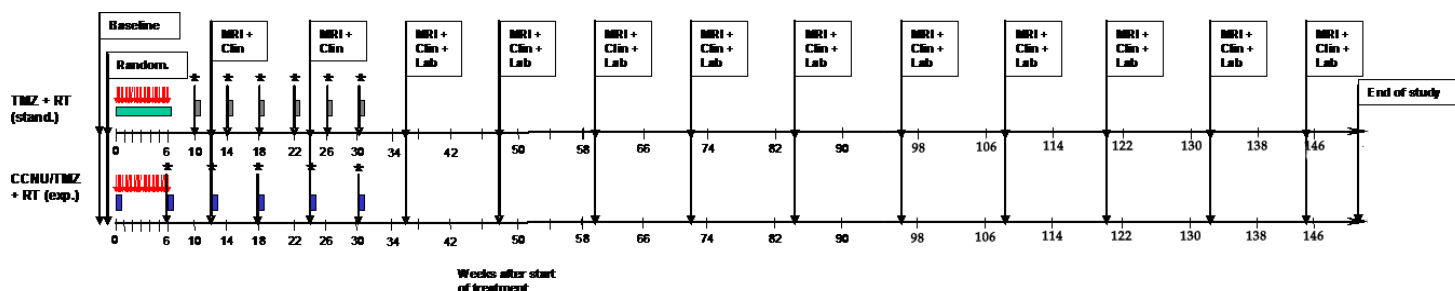 Baseline
Random.
MRI +
Clin
MRI +
Clin
MRI +
Clin +
Lab
MRI +
Clin +
Lab
MRI +
Clin +
Lab
MRI +
Clin +
Lab
MRI +
Clin +
Lab
MRI +
Clin +
Lab
MRI +
Clin +
Lab
MRI +
Clin +
Lab
MRI +
Clin +
Lab
MRI +
Clin +
Lab
End of study
* * * * * *
TMZ + RT
(stand.)
0 6 10 14 18 22 26 30 34 42 50 58 66 74 82 90 98 106 114 122 130 138 146
* * * * *
CCNU/TMZ
+ RT (exp.)
0 6 10 14 18 22 26 30 34 42 50 58 66 74 82 90 98 106 114 122 130 138 146
Weeks after start
of treatment